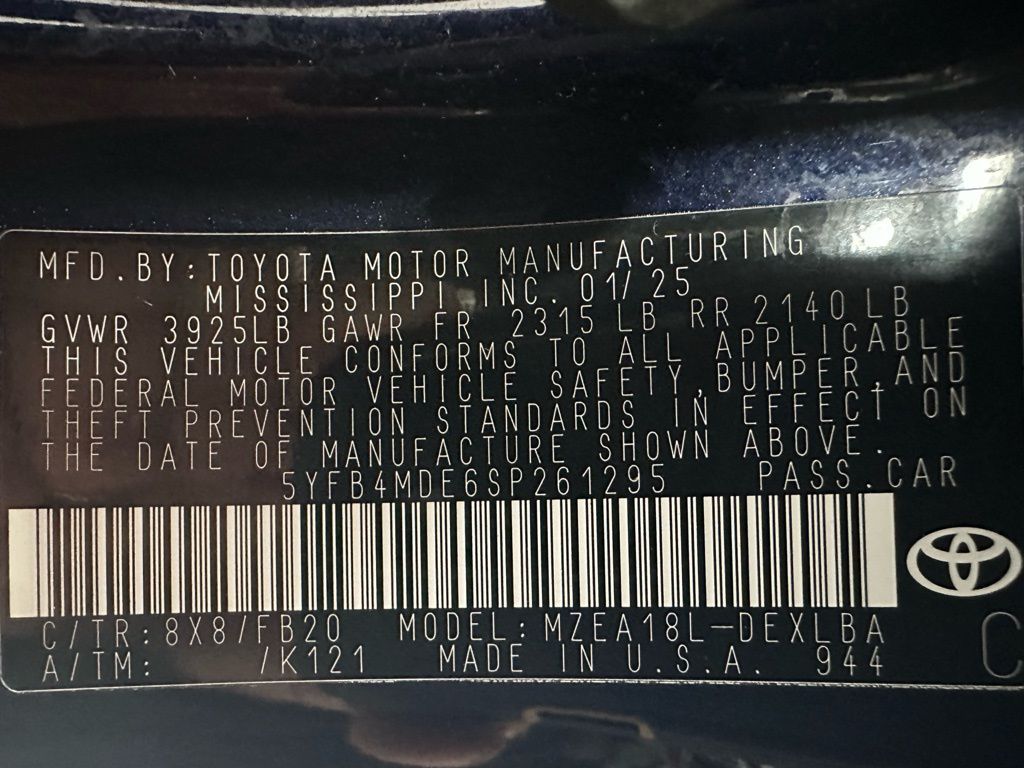 MFD.BY:TOYOTA MOTOR MANUFACTURING
MISSISSIPPI, INC. 01/25
GVWR 3925LB GAWR FR 2315 LB RR 2140 LB
THIS VEHICLE CONFORMS TO ALL APPLICABLE
FEDERAL MOTOR VEHICLE SAFETY,BUMPER,AND
THEFT PREVENTION STANDARDS IN EFFECT ON
THE DATE OF MANUFACTURE SHOWN ABOVE.
5YFB4MDE6SP261295 PASS.CAR
C/TR:8X8/FB20 MODEL:MZEA18L-DEXLBA
A/TM: /K121 MADE IN U.S.A. 944
C